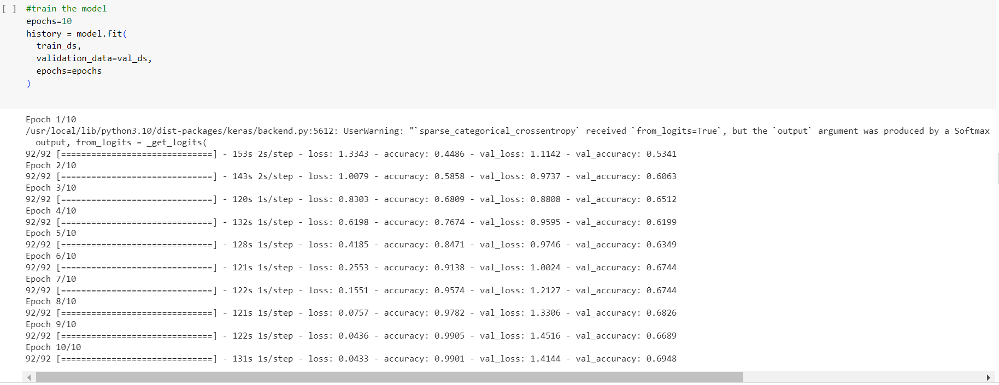 [ ] #train the model
epochs=10
history = model.fit(
  train_ds,
  validation_data=val_ds,
  epochs=epochs
)
Epoch 1/10
/usr/local/lib/python3.10/dist-packages/keras/backend.py:5612: UserWarning: "`sparse_categorical_crossentropy` received `from_logits=True`, but the `output` argument was produced by a Softmax
  output, from_logits = _get_logits(
92/92 [==============================] - 153s 2s/step - loss: 1.3343 - accuracy: 0.4486 - val_loss: 1.1142 - val_accuracy: 0.5341
Epoch 2/10
92/92 [==============================] - 143s 2s/step - loss: 1.0079 - accuracy: 0.5858 - val_loss: 0.9737 - val_accuracy: 0.6063
Epoch 3/10
92/92 [==============================] - 120s 1s/step - loss: 0.8303 - accuracy: 0.6809 - val_loss: 0.8808 - val_accuracy: 0.6512
Epoch 4/10
92/92 [==============================] - 132s 1s/step - loss: 0.6198 - accuracy: 0.7674 - val_loss: 0.9595 - val_accuracy: 0.6199
Epoch 5/10
92/92 [==============================] - 128s 1s/step - loss: 0.4185 - accuracy: 0.8471 - val_loss: 0.9746 - val_accuracy: 0.6349
Epoch 6/10
92/92 [==============================] - 121s 1s/step - loss: 0.2553 - accuracy: 0.9138 - val_loss: 1.0024 - val_accuracy: 0.6744
Epoch 7/10
92/92 [==============================] - 122s 1s/step - loss: 0.1551 - accuracy: 0.9574 - val_loss: 1.2127 - val_accuracy: 0.6744
Epoch 8/10
92/92 [==============================] - 121s 1s/step - loss: 0.0757 - accuracy: 0.9782 - val_loss: 1.3306 - val_accuracy: 0.6826
Epoch 9/10
92/92 [==============================] - 122s 1s/step - loss: 0.0436 - accuracy: 0.9905 - val_loss: 1.4516 - val_accuracy: 0.6689
Epoch 10/10
92/92 [==============================] - 131s 1s/step - loss: 0.0433 - accuracy: 0.9901 - val_loss: 1.4144 - val_accuracy: 0.6948